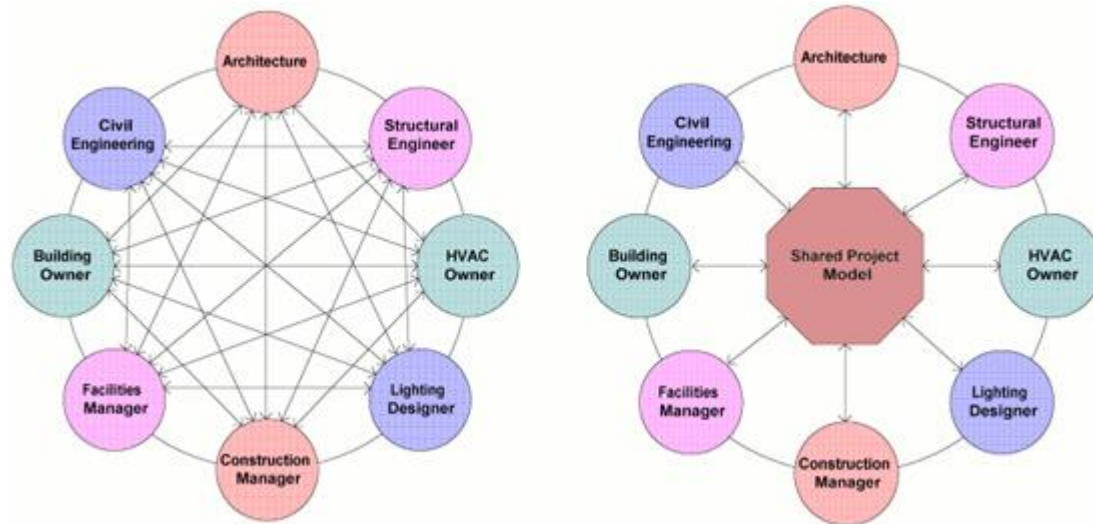 Architecture
Civil
Engineering
Structural
Engineer
Building
Owner
HVAC
Owner
Facilities
Manager
Lighting
Designer
Construction
Manager
Architecture
Civil
Engineering
Structural
Engineer
Building
Owner
Shared Project
Model
HVAC
Owner
Facilities
Manager
Lighting
Designer
Construction
Manager